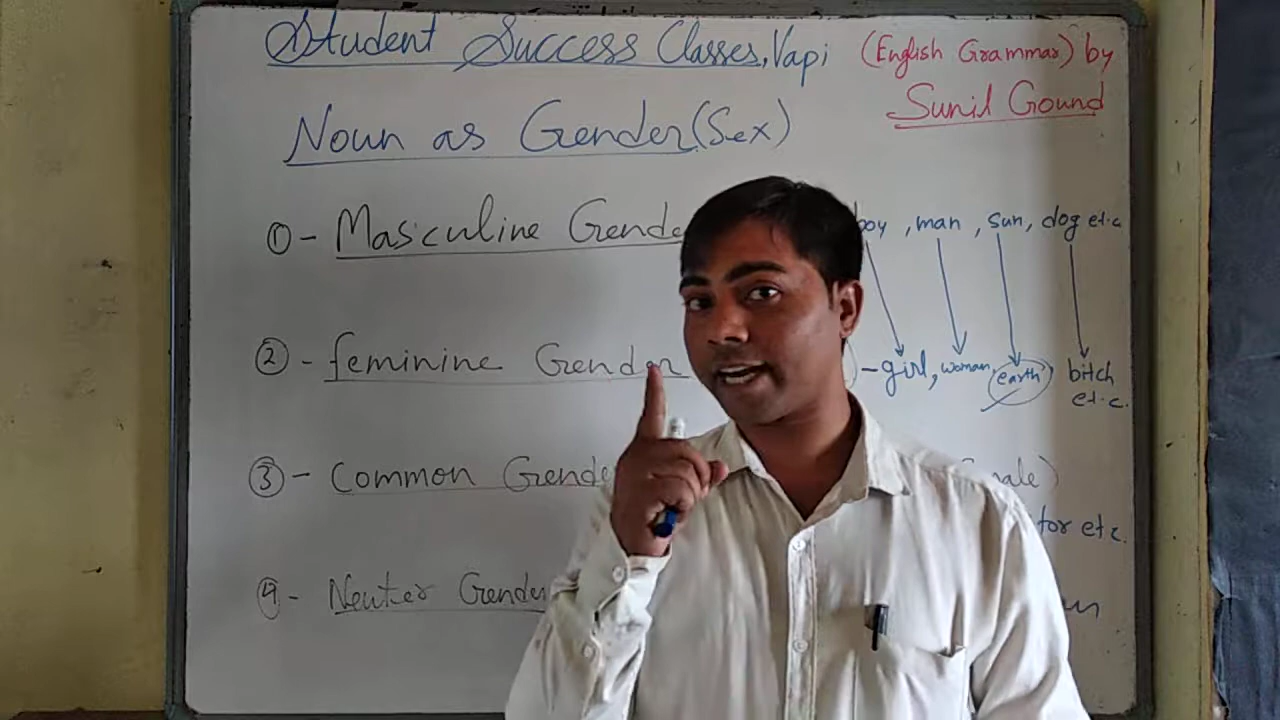 Student Success Classes, Vapi (English Grammar) by
Sunil Gound
Noun as Gender (Sex)
① - Masculine Gende boy, man, sun, dog etc
② - feminine Gender - girl, woman, earth, bitch
etc.
③ - Common Gende male)
tor etc.
④ - Neuter Gender